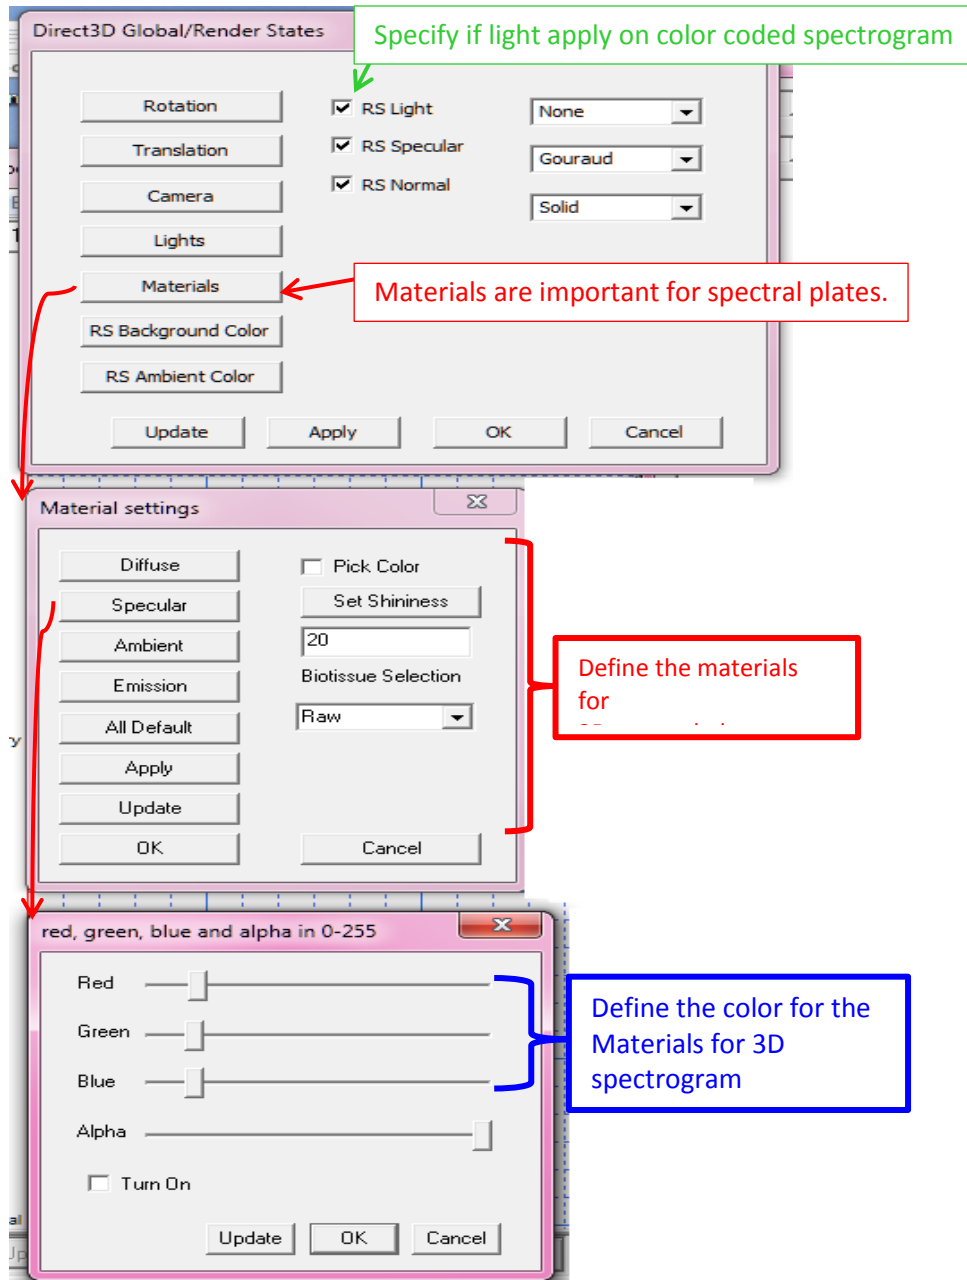 Direct3D Global/Render States
Specify if light apply on color coded spectrogram
Rotation
RS Light
None
Translation
RS Specular
Gouraud
Camera
RS Normal
Solid
Lights
Materials
Materials are important for spectral plates.
RS Background Color
RS Ambient Color
Update
Apply
OK
Cancel
Material settings
Diffuse
Pick Color
Specular
Set Shininess
Ambient
20
Emission
Biotissue Selection
All Default
Raw
Apply
Update
OK
Cancel
Define the materials
for
red, green, blue and alpha in 0-255
Red
Green
Blue
Alpha
Define the color for the
Materials for 3D
spectrogram
Turn On
Update
OK
Cancel